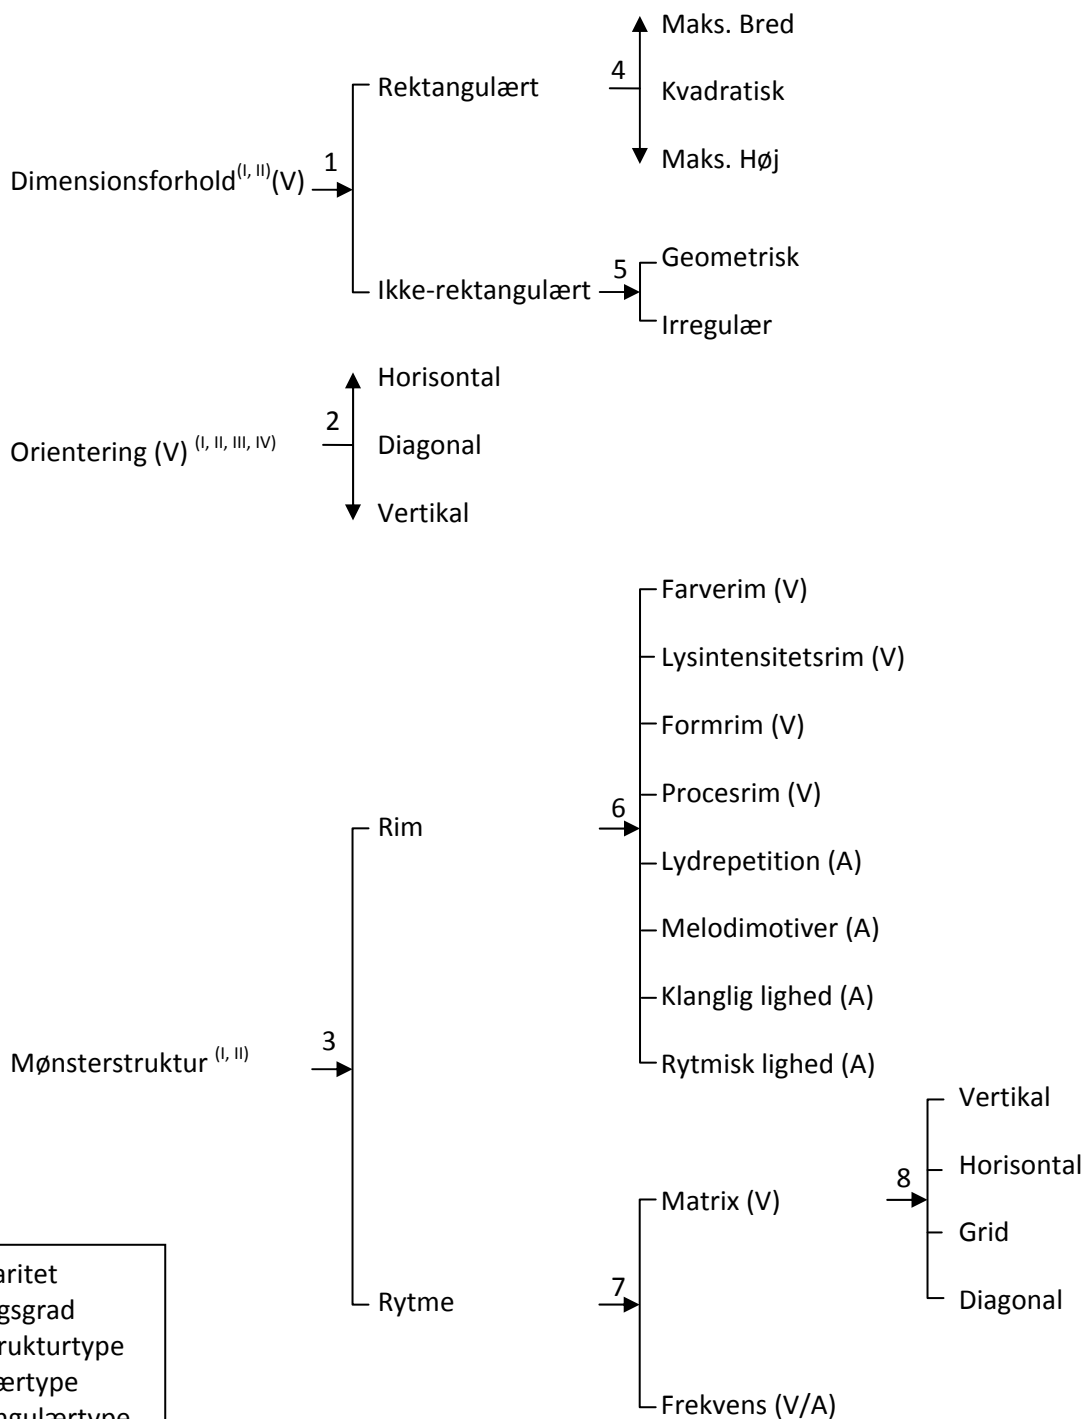 Maks. Bred
Rektangulært
4
Kvadratisk
Maks. Høj
Dimensionsforhold(I, II)(V)
1
Geometrisk
Ikke-rektangulært
5
Irregulær
Horisontal
Orientering (V) (I, II, III, IV)
2
Diagonal
Vertikal
Farverim (V)
Lysintensitetsrim (V)
Formrim (V)
Procesrim (V)
Rim
6
Lydrepetition (A)
Melodimotiver (A)
Klanglig lighed (A)
Mønsterstruktur (I, II)
3
Rytmisk lighed (A)
Vertikal
Horisontal
Matrix (V)
8
Grid
Diagonal
Rytme
7
Frekvens (V/A)